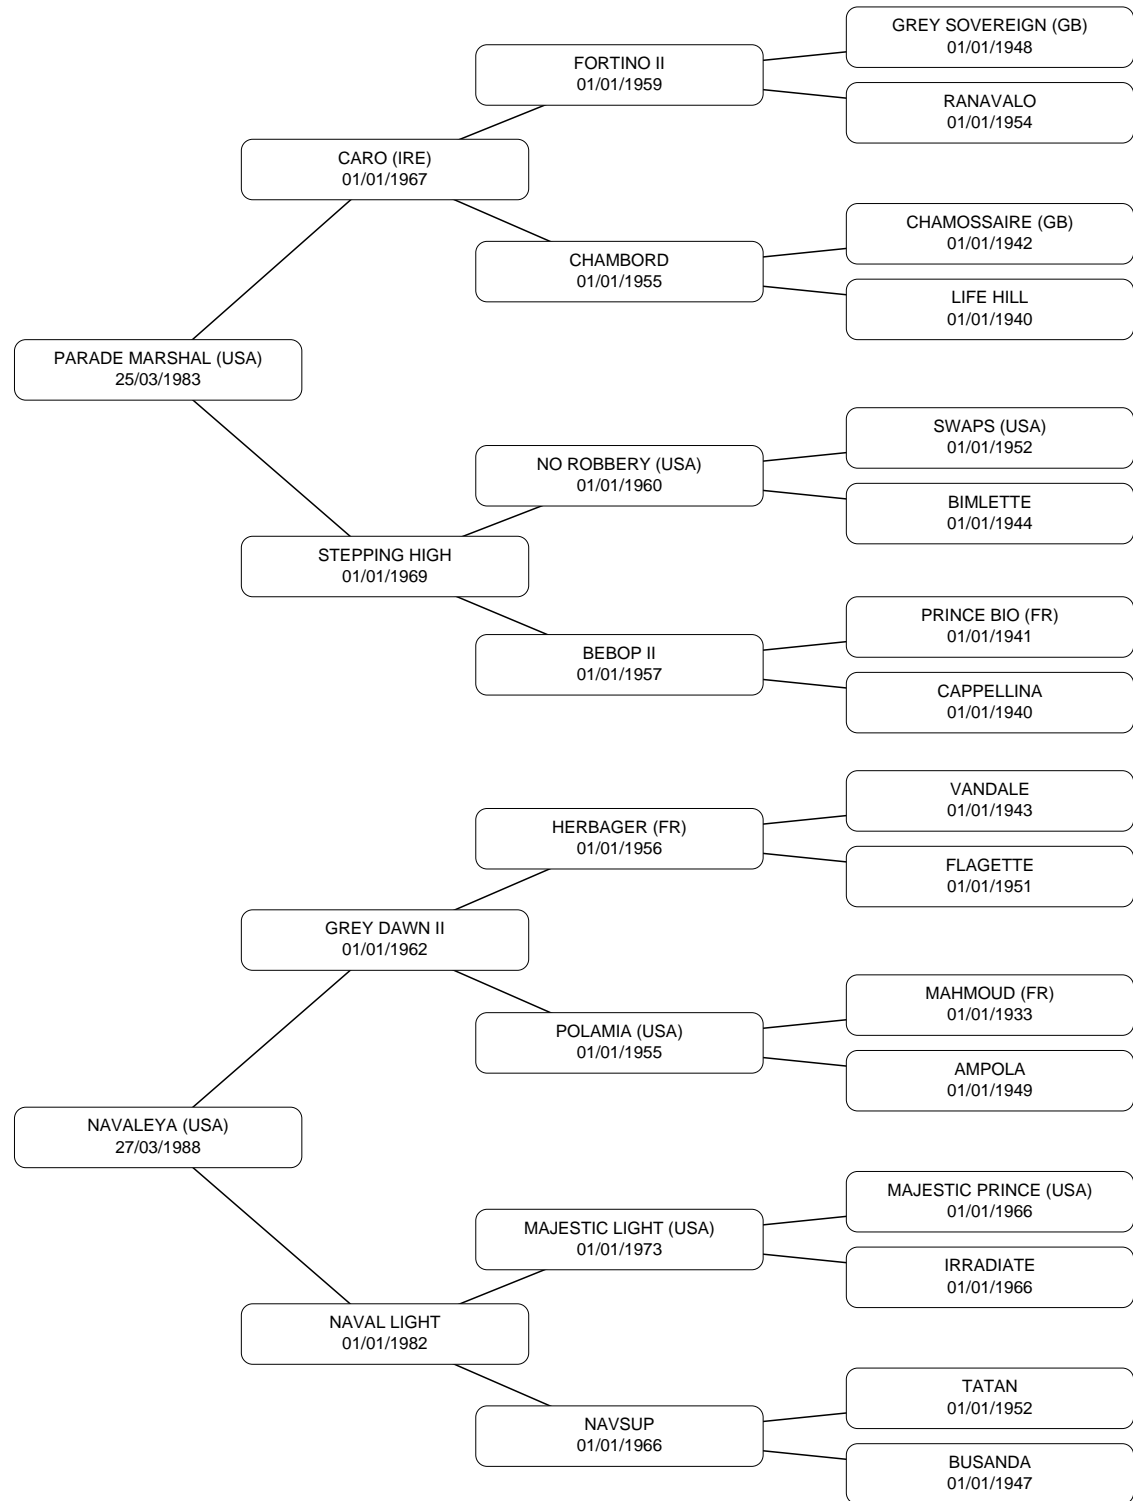 GREY SOVEREIGN (GB)
01/01/1948
FORTINO II
01/01/1959
RANAVALO
01/01/1954
CARO (IRE)
01/01/1967
CHAMOSSAIRE (GB)
01/01/1942
CHAMBORD
01/01/1955
LIFE HILL
01/01/1940
PARADE MARSHAL (USA)
25/03/1983
SWAPS (USA)
01/01/1952
NO ROBBERY (USA)
01/01/1960
BIMLETTE
01/01/1944
STEPPING HIGH
01/01/1969
PRINCE BIO (FR)
01/01/1941
BEBOP II
01/01/1957
CAPPELLINA
01/01/1940
VANDALE
01/01/1943
HERBAGER (FR)
01/01/1956
FLAGETTE
01/01/1951
GREY DAWN II
01/01/1962
MAHMOUD (FR)
01/01/1933
POLAMIA (USA)
01/01/1955
AMPOLA
01/01/1949
NAVALEYA (USA)
27/03/1988
MAJESTIC PRINCE (USA)
01/01/1966
MAJESTIC LIGHT (USA)
01/01/1973
IRRADIATE
01/01/1966
NAVAL LIGHT
01/01/1982
TATAN
01/01/1952
NAVSUP
01/01/1966
BUSANDA
01/01/1947